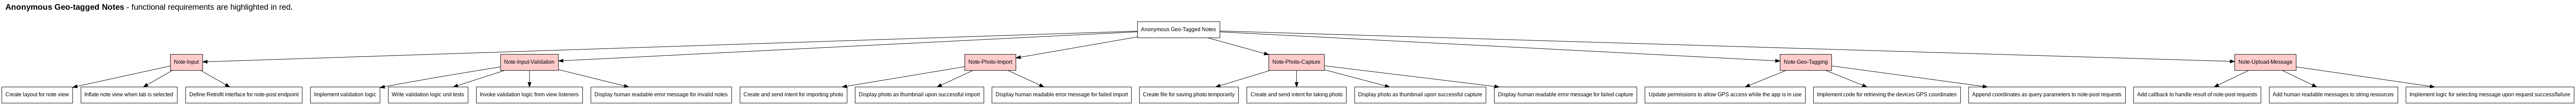 Anonymous Geo-tagged Notes - functional requirements are highlighted in red.
Anonymous Geo-Tagged Notes
Note-Input
Note-Input-Validation
Note-Photo-Import
Note-Photo-Capture
Note-Geo-Tagging
Note-Upload-Message
Create layout for note view
Inflate note view when tab is selected
Define Retrofit interface for note-post endpoint
Implement validation logic
Write validation logic unit tests
Invoke validation logic from view listeners
Display human readable error message for invalid notes
Create and send intent for importing photo
Display photo as thumbnail upon successful import
Display human readable error message for failed import
Create file for saving photo temporarily
Create and send intent for taking photo
Display photo as thumbnail upon successful capture
Display human readable error message for failed capture
Update permissions to allow GPS access while the app is in use
Implement code for retrieving the devices GPS coordinates
Append coordinates as query parameters to note-post requests
Add callback to handle result of note-post requests
Add human readable messages to string resources
Implement logic for selecting message upon request success/failure